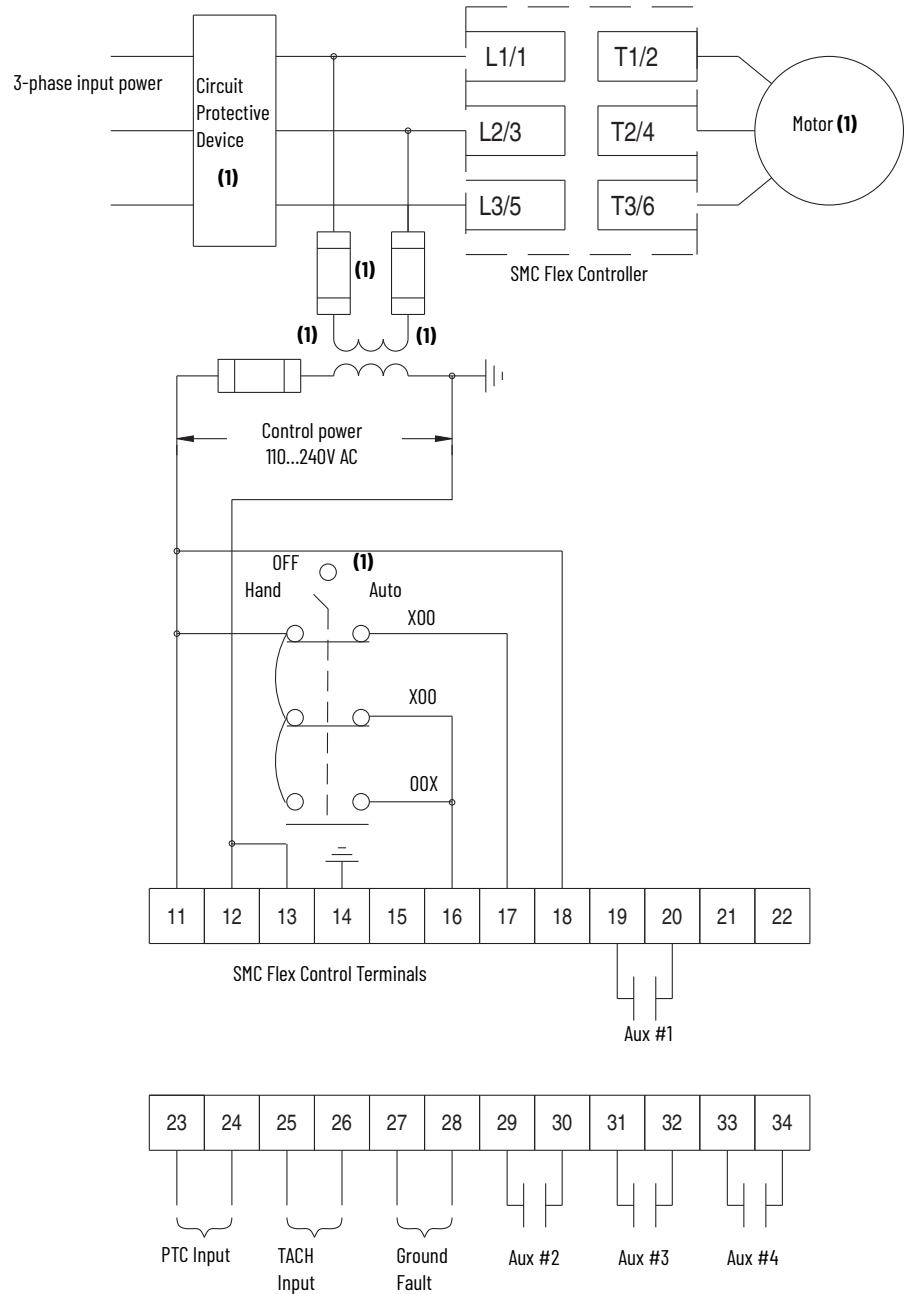 3-phase input power
Circuit
Protective
Device
(1)
L1/1
T1/2
L2/3
T2/4
L3/5
T3/6
Motor (1)
SMC Flex Controller
(1)
(1)
(1)
Control power
110...240V AC
OFF
(1)
Hand
Auto
X00
X00
00X
11
12
13
14
15
16
17
18
19
20
21
22
SMC Flex Control Terminals
Aux #1
23
24
25
26
27
28
29
30
31
32
33
34
PTC Input
TACH
Input
Ground
Fault
Aux #2
Aux #3
Aux #4